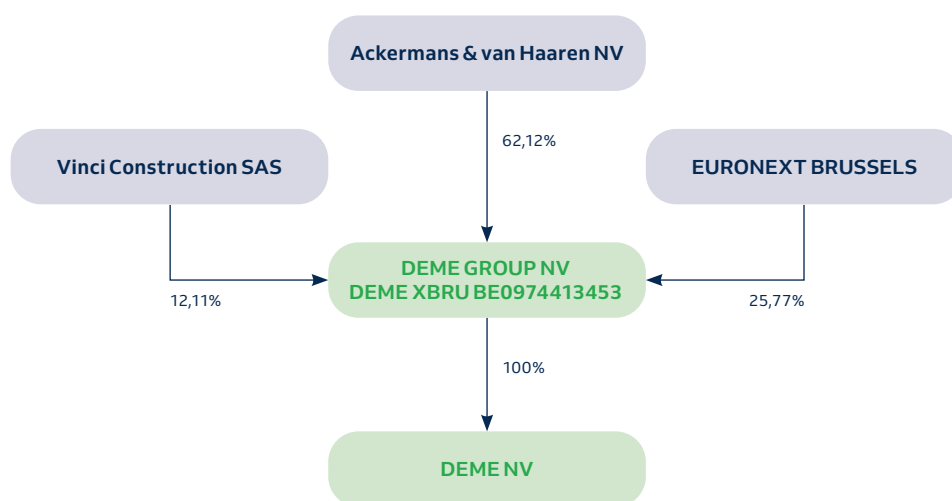 Ackermans & van Haaren NV
62,12%
Vinci Construction SAS
EURONEXT BRUSSELS
DEME GROUP NV
DEME XBRU BE0974413453
12,11%
25,77%
100%
DEME NV